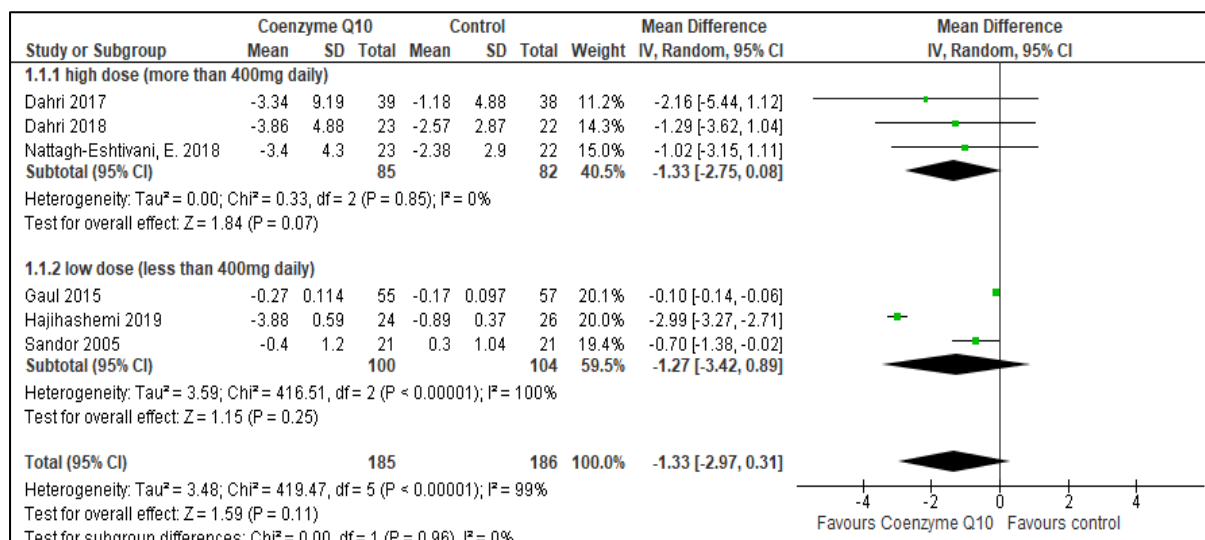 Coenzyme Q10 Control Mean Difference Mean Difference
Study or Subgroup Mean SD Total Mean SD Total Weight IV, Random, 95% CI IV, Random, 95% CI
1.1.1 high dose (more than 400mg daily)
Dahri 2017 -3.34 9.19 39 -1.18 4.88 38 11.2% -2.16 [-5.44, 1.12]
Dahri 2018 -3.86 4.88 23 -2.57 2.87 22 14.3% -1.29 [-3.62, 1.04]
Nattagh-Eshtivani, E. 2018 -3.4 4.3 23 -2.38 2.9 22 15.0% -1.02 [-3.15, 1.11]
Subtotal (95% CI) 85 82 40.5% -1.33 [-2.75, 0.08]
Heterogeneity: Tau² = 0.00; Chi² = 0.33, df = 2 (P = 0.85); I² = 0%
Test for overall effect: Z = 1.84 (P = 0.07)
1.1.2 low dose (less than 400mg daily)
Gaul 2015 -0.27 0.114 55 -0.17 0.097 57 20.1% -0.10 [-0.14, -0.06]
Hajihashemi 2019 -3.88 0.59 24 -0.89 0.37 26 20.0% -2.99 [-3.27, -2.71]
Sandor 2005 -0.4 1.2 21 0.3 1.04 21 19.4% -0.70 [-1.38, -0.02]
Subtotal (95% CI) 100 104 59.5% -1.27 [-3.42, 0.89]
Heterogeneity: Tau² = 3.59; Chi² = 416.51, df = 2 (P < 0.00001); I² = 100%
Test for overall effect: Z = 1.15 (P = 0.25)
Total (95% CI) 185 186 100.0% -1.33 [-2.97, 0.31]
Heterogeneity: Tau² = 3.48; Chi² = 419.47, df = 5 (P < 0.00001); I² = 99%
Test for overall effect: Z = 1.59 (P = 0.11)
Test for subgroup differences: Chi² = 0.00, df = 1 (P = 0.96), I² = 0%
-4 -2 0 2 4
Favours Coenzyme Q10 Favours control